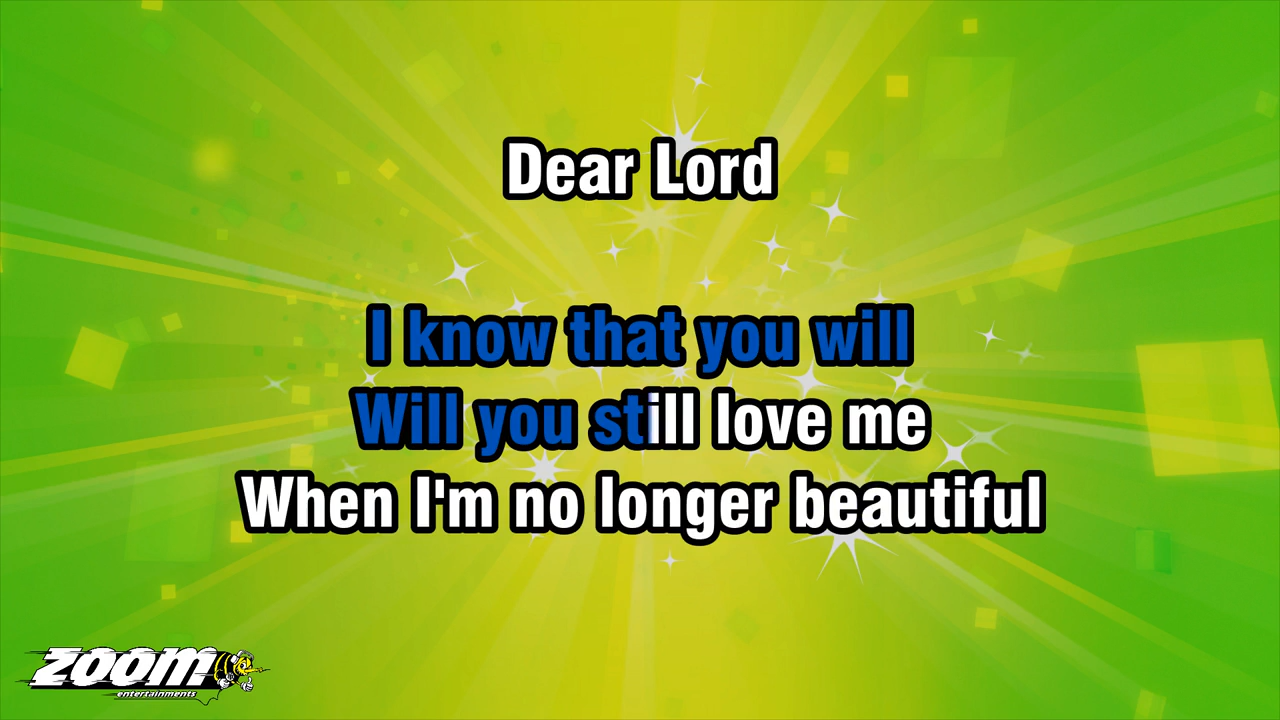 Dear Lord
I know that you will
Will you still love me
When I'm no longer beautiful
zoom
entertainments